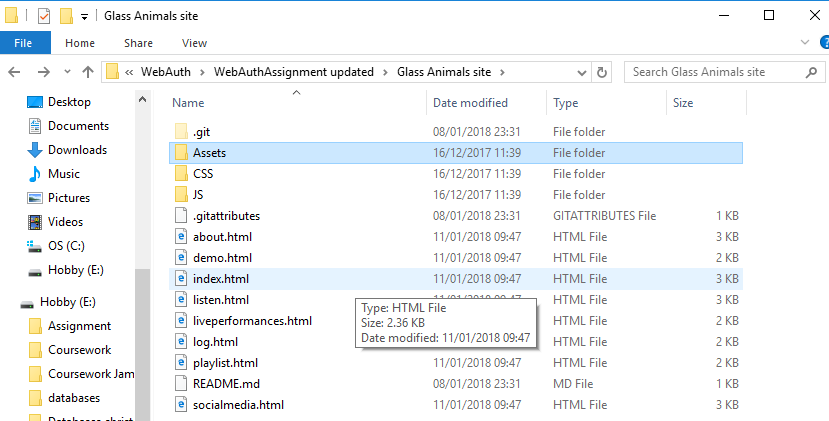 Glass Animals site
File Home Share View
« WebAuth > WebAuthAssignment updated > Glass Animals site > Search Glass Animals site
Desktop
Documents
Downloads
Music
Pictures
Videos
OS (C:)
Hobby (E:)
Hobby (E:)
Assignment
Coursework
Coursework Jam
databases
Name Date modified Type Size
.git 08/01/2018 23:31 File folder
Assets 16/12/2017 11:39 File folder
CSS 16/12/2017 11:39 File folder
JS 16/12/2017 11:39 File folder
.gitattributes 08/01/2018 23:31 GITATTRIBUTES File 1 KB
about.html 11/01/2018 09:47 HTML File 3 KB
demo.html 11/01/2018 09:47 HTML File 2 KB
index.html 11/01/2018 09:47 HTML File 3 KB
listen.html 11/01/2018 09:47 HTML File 3 KB
liveperformances.html HTML File 2 KB
log.html HTML File 2 KB
playlist.html 11/01/2018 09:47 HTML File 2 KB
README.md 08/01/2018 23:31 MD File 1 KB
socialmedia.html 11/01/2018 09:47 HTML File 3 KB
Type: HTML File
Size: 2.36 KB
Date modified: 11/01/2018 09:47